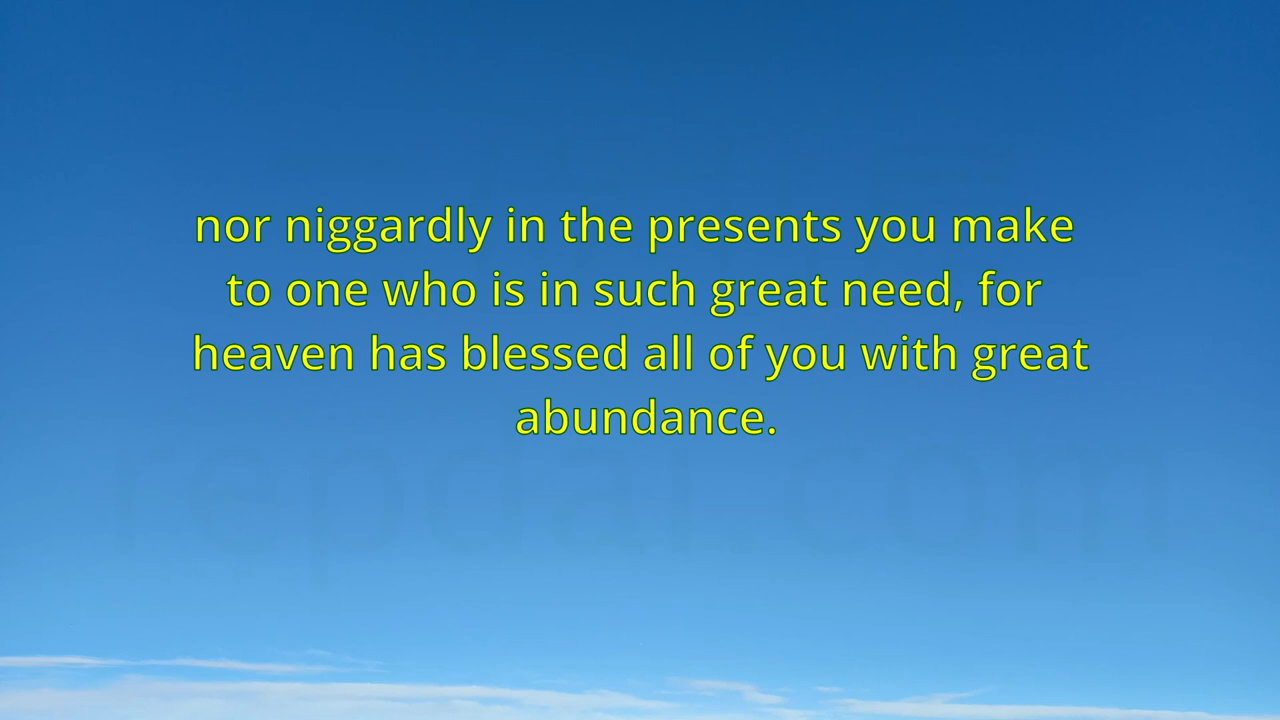 nor niggardly in the presents you make
to one who is in such great need, for
heaven has blessed all of you with great
abundance.